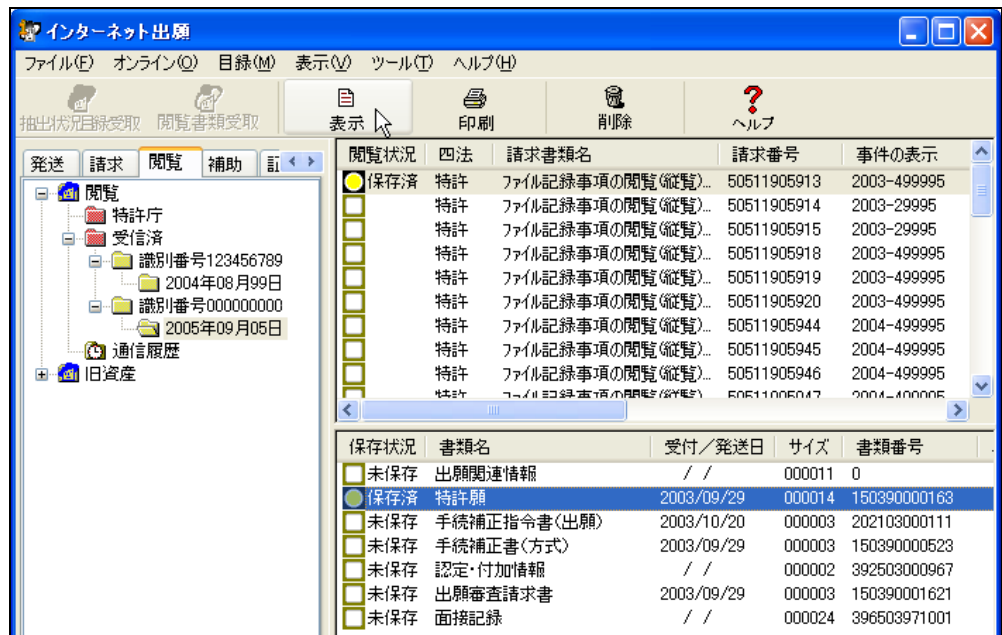 インターネット出願
ファイル(F) オンライン(O) 目録(M) 表示(V) ツール(T) ヘルプ(H)
抽出状況目録受取 閲覧書類受取 表示 印刷 削除 ヘルプ
発送 請求 閲覧 補助
閲覧
特許庁
受信済
識別番号123456789
2004年08月99日
識別番号000000000
2005年09月05日
通信履歴
旧資産
閲覧状況 四法 請求書類名 請求番号 事件の表示
保存済 特許 ファイル記録事項の閲覧(縦覧)... 50511905913 2003-499995
特許 ファイル記録事項の閲覧(縦覧)... 50511905914 2003-29995
特許 ファイル記録事項の閲覧(縦覧)... 50511905915 2003-29995
特許 ファイル記録事項の閲覧(縦覧)... 50511905918 2003-499995
特許 ファイル記録事項の閲覧(縦覧)... 50511905919 2003-499995
特許 ファイル記録事項の閲覧(縦覧)... 50511905920 2003-499995
特許 ファイル記録事項の閲覧(縦覧)... 50511905944 2004-499995
特許 ファイル記録事項の閲覧(縦覧)... 50511905945 2004-499995
特許 ファイル記録事項の閲覧(縦覧)... 50511905946 2004-499995
保存状況 書類名 受付/発送日 サイズ 書類番号
未保存 出願関連情報 / / 000011 0
保存済 特許願 2003/09/29 000014 150390000163
未保存 手続補正指令書(出願) 2003/10/20 000003 202103000111
未保存 手続補正書(方式) 2003/09/29 000003 150390000523
未保存 認定・付加情報 / / 000002 392503000967
未保存 出願審査請求書 2003/09/29 000003 150390001621
未保存 面接記録 / / 000024 396503971001